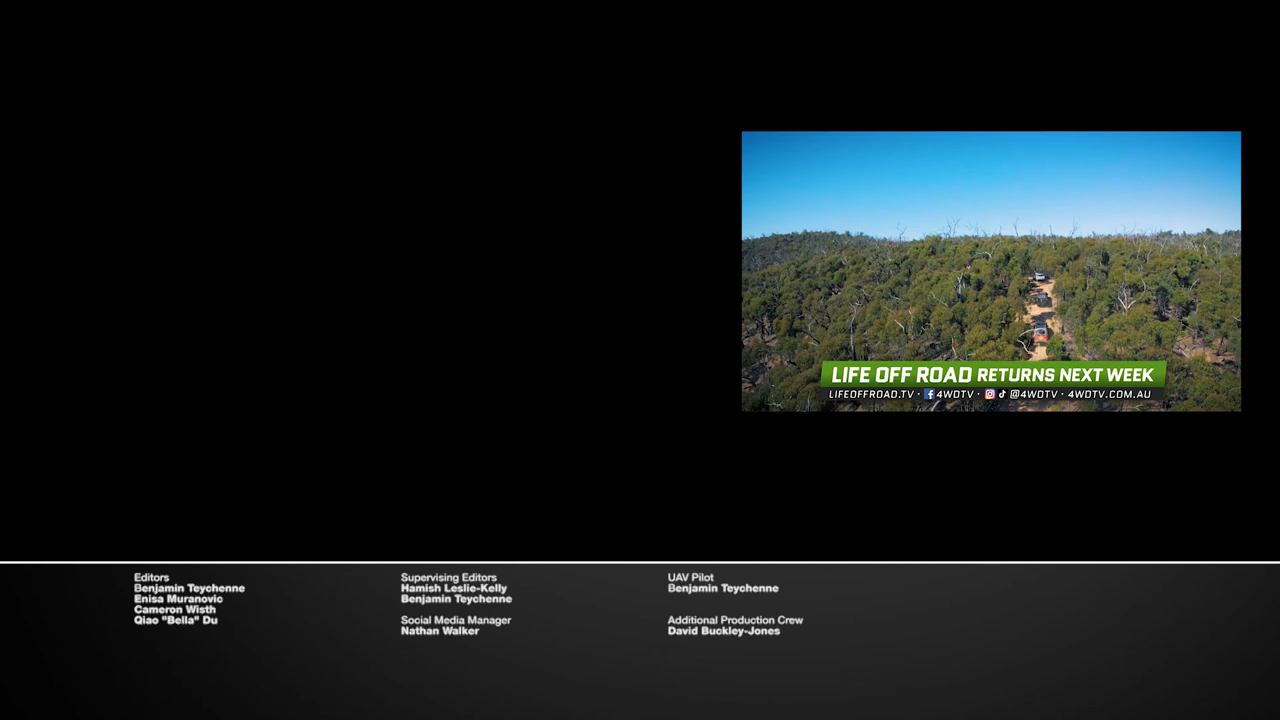 LIFE OFF ROAD RETURNS NEXT WEEK
LIFEOFFROAD.TV · 4WDTV · @4WDTV · 4WDTV.COM.AU
Editors
Benjamin Teychenne
Enisa Muranovic
Cameron Wisth
Qiao "Bella" Du
Supervising Editors
Hamish Leslie-Kelly
Benjamin Teychenne
Social Media Manager
Nathan Walker
UAV Pilot
Benjamin Teychenne
Additional Production Crew
David Buckley-Jones